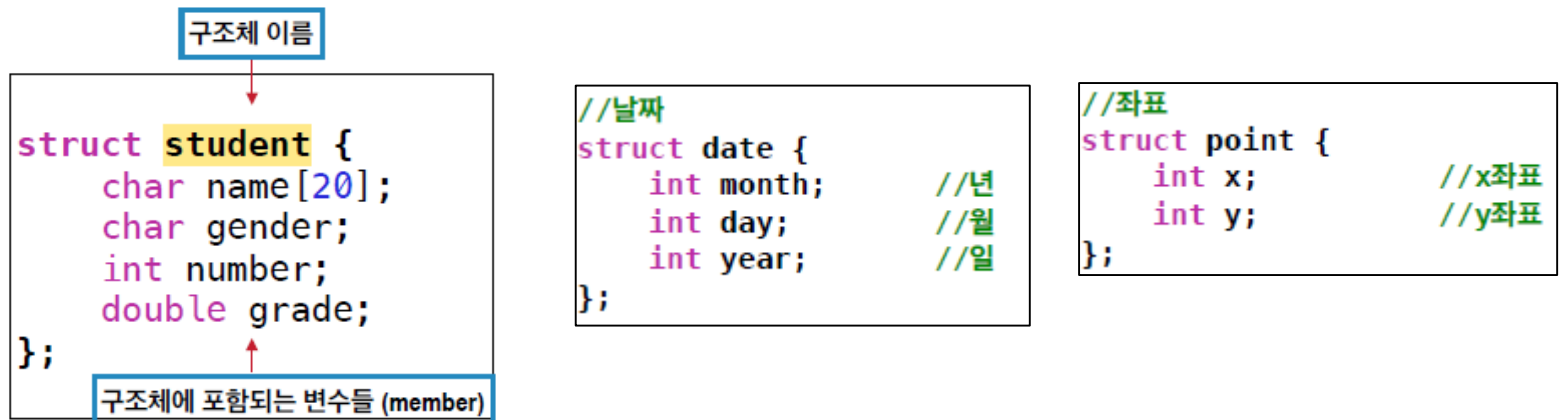 구조체 이름
struct student {
char name[20];
char gender;
int number;
double grade;
};
구조체에 포함되는 변수들 (member)
//날짜
struct date {
int month; //년
int day; //월
int year; //일
};
//좌표
struct point {
int x; //x좌표
int y; //y좌표
};